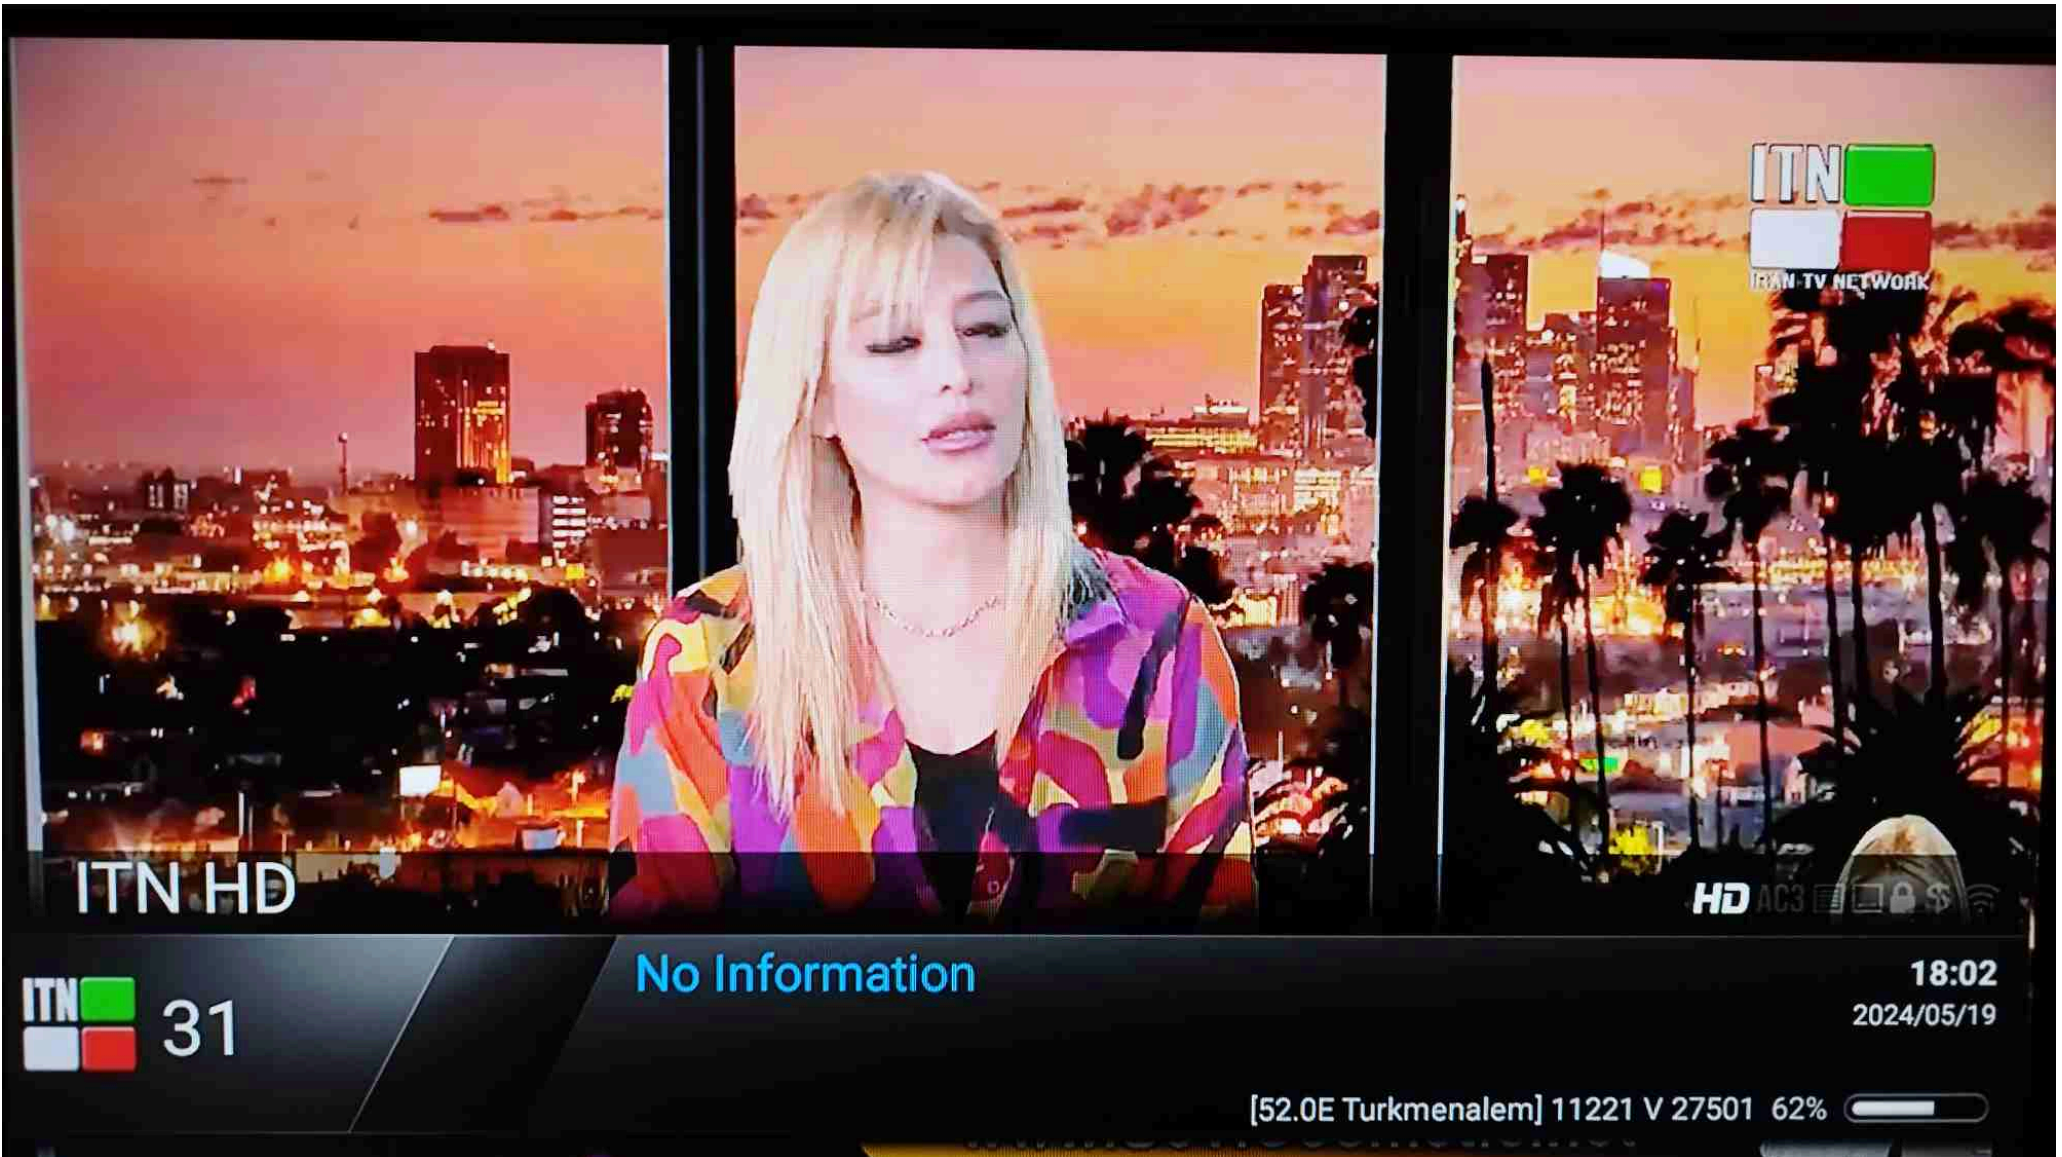 ITN
IRAN TV NETWORK
ITN HD
HD AC3 $
ITN
31
No Information
18:02
2024/05/19
[52.0E Turkmenalem] 11221 V 27501 62%